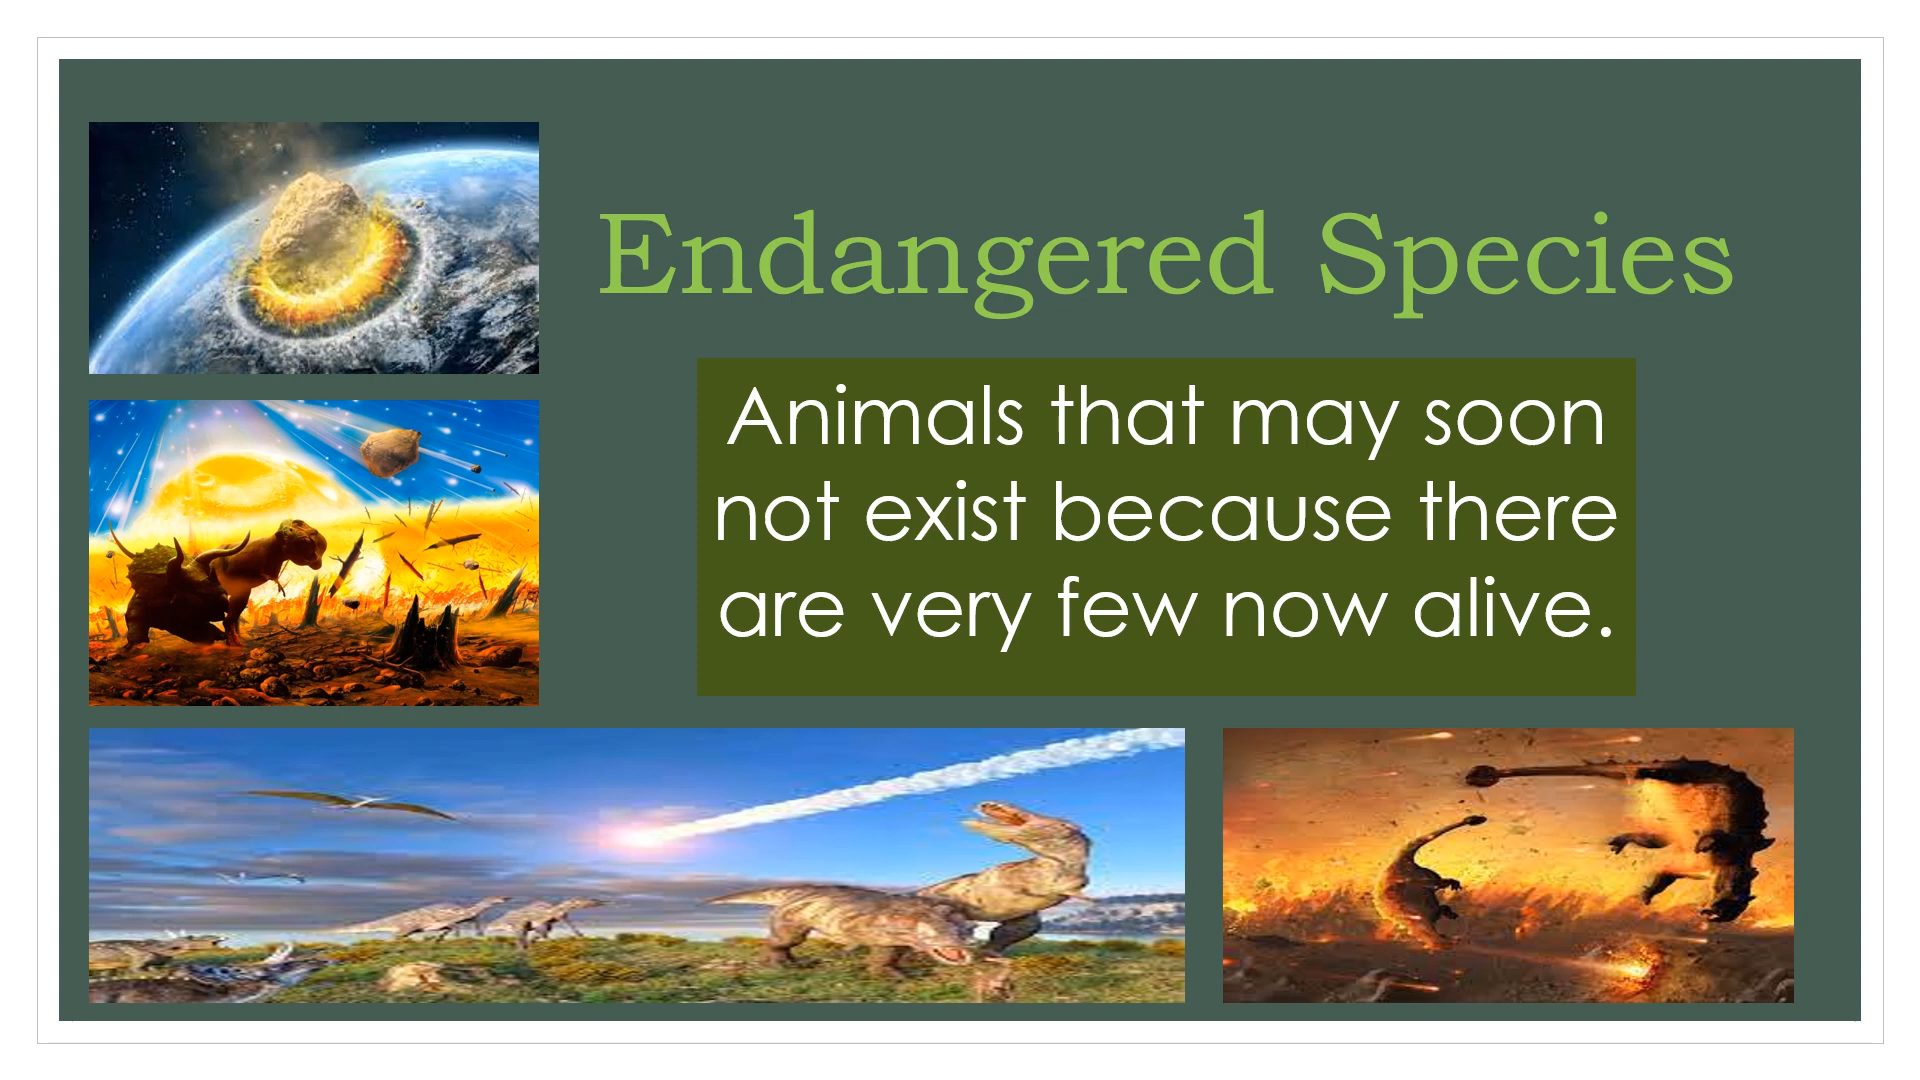 Endangered Species
Animals that may soon
not exist because there
are very few now alive.